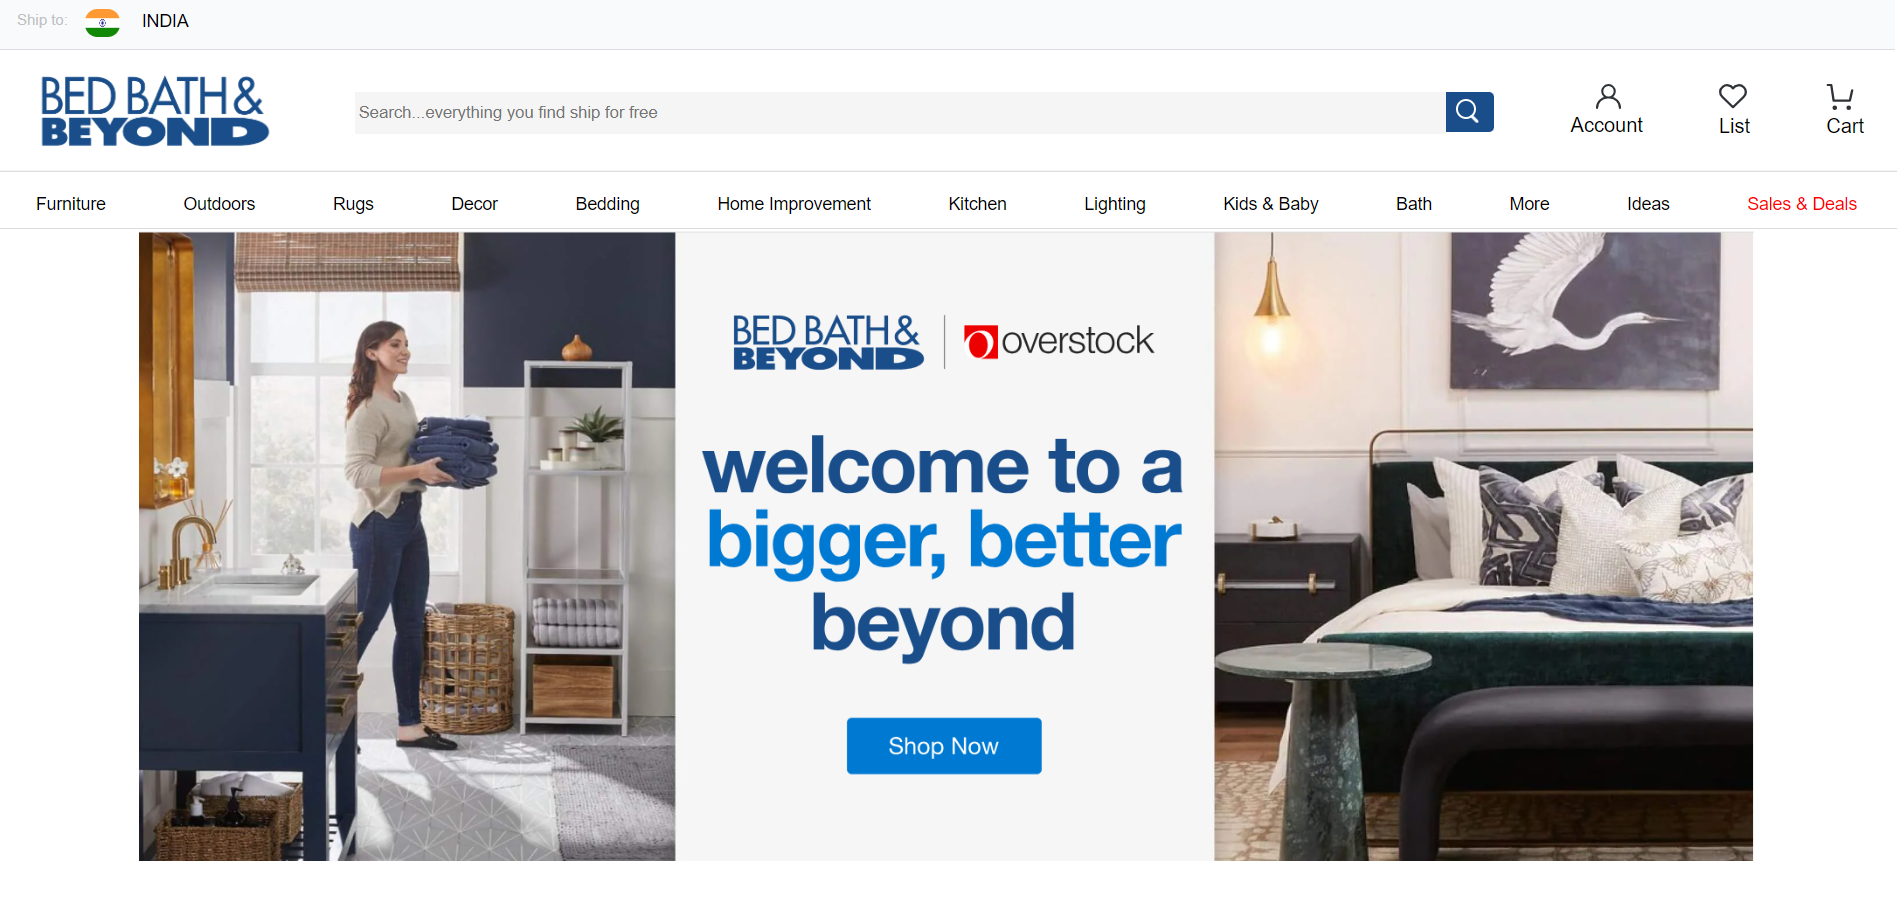 Ship to: INDIA
BED BATH &
BEYOND
Search...everything you find ship for free
Account List Cart
Furniture Outdoors Rugs Decor Bedding Home Improvement Kitchen Lighting Kids & Baby Bath More Ideas Sales & Deals
BED BATH &
BEYOND
overstock
welcome to a
bigger, better
beyond
Shop Now